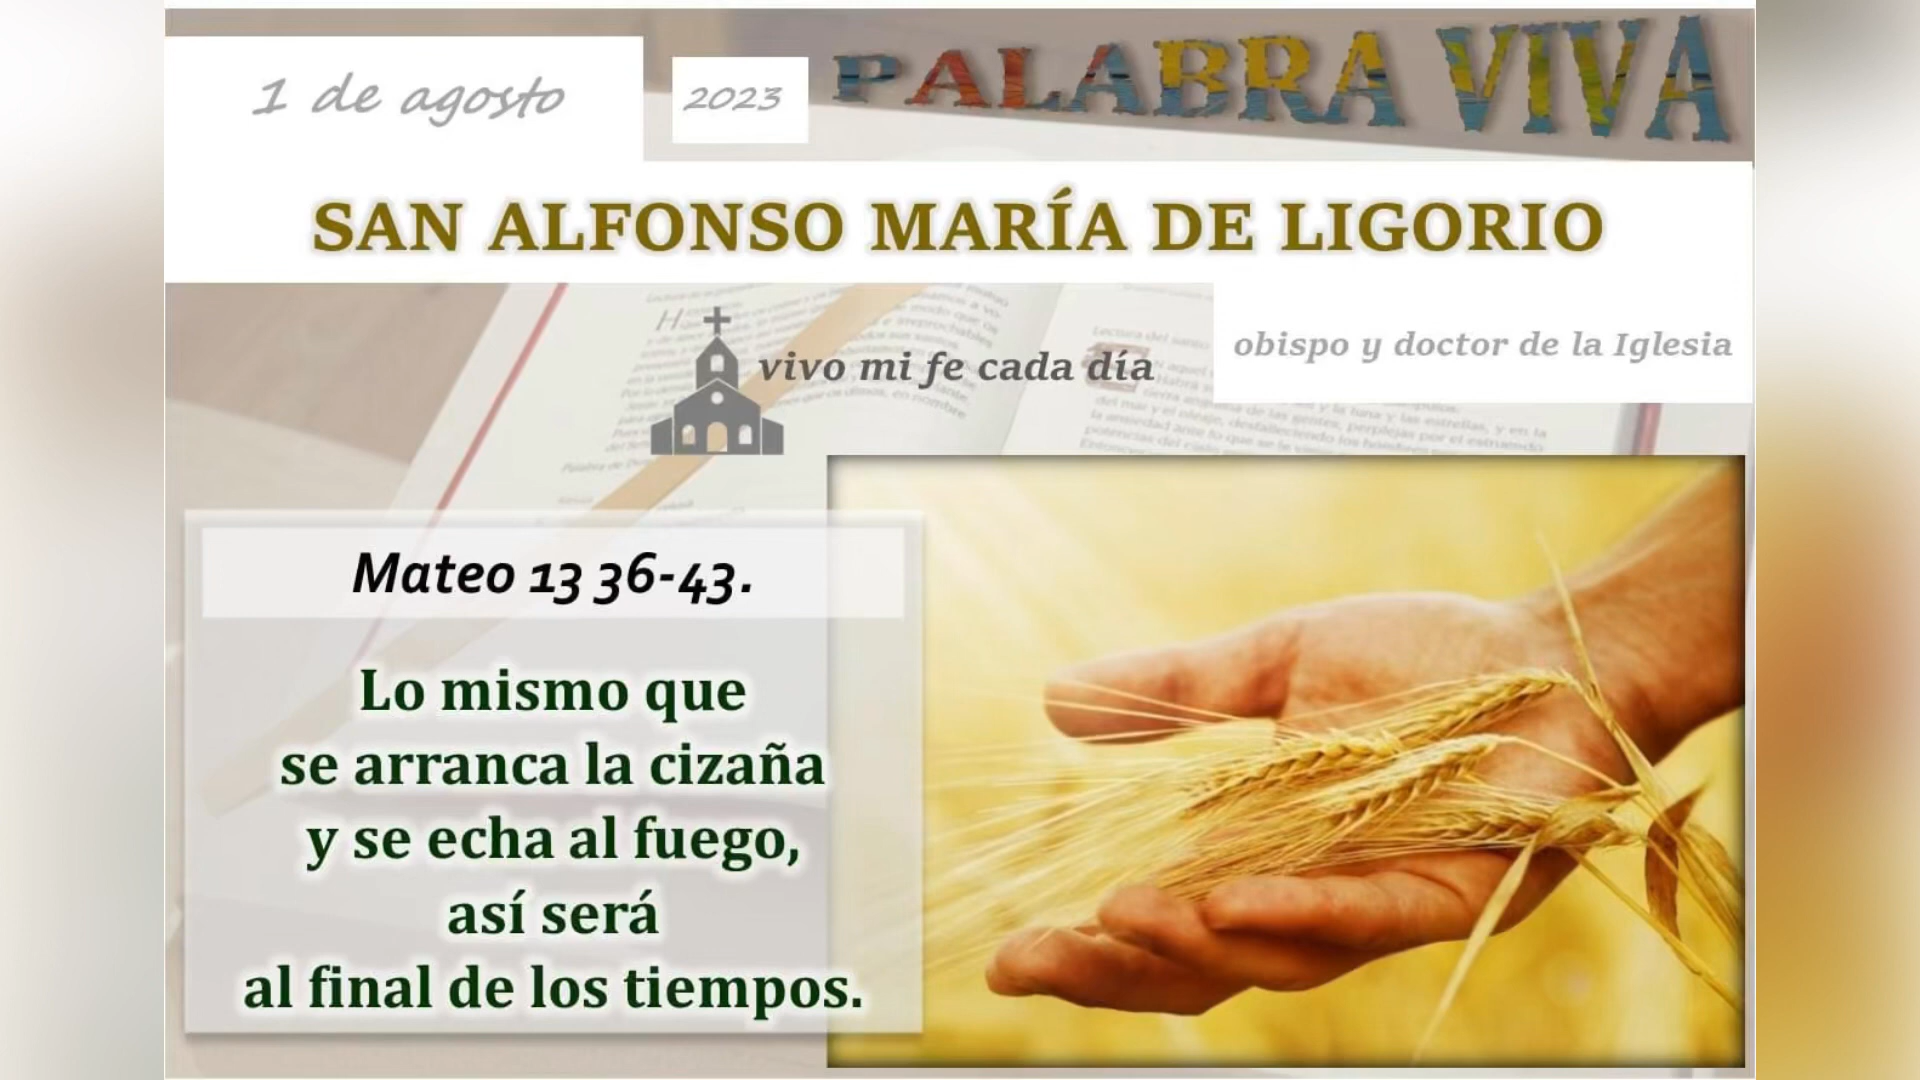 1 de agosto
2023
PALABRA VIVA
SAN ALFONSO MARÍA DE LIGORIO
obispo y doctor de la Iglesia
vivo mi fe cada día
Mateo 13 36-43.
Lo mismo que
se arranca la cizaña
y se echa al fuego,
así será
al final de los tiempos.